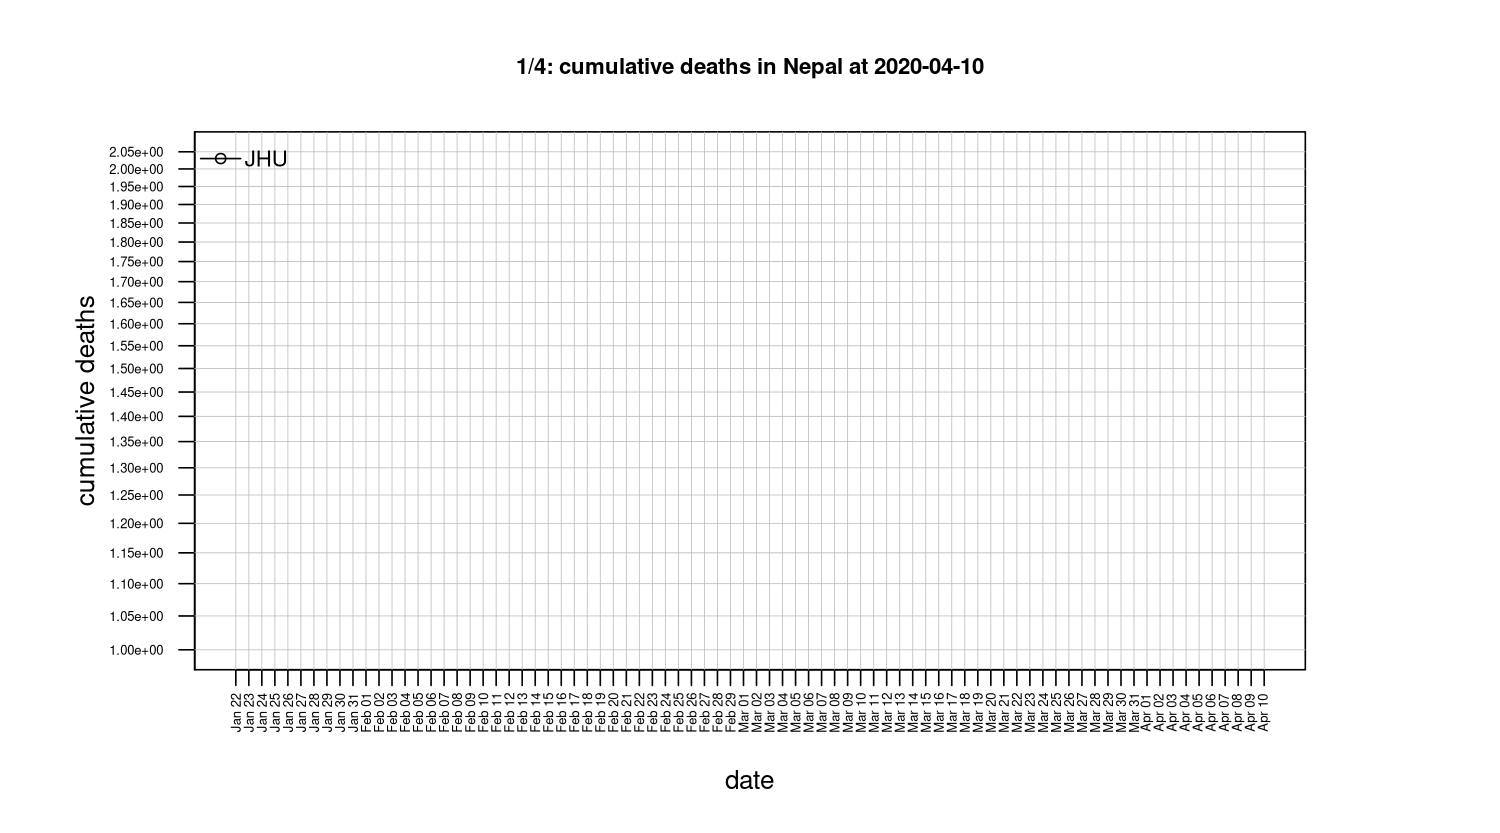 1/4: cumulative deaths in Nepal at 2020-04-10
JHU
cumulative deaths
2.05e+00
2.00e+00
1.95e+00
1.90e+00
1.85e+00
1.80e+00
1.75e+00
1.70e+00
1.65e+00
1.60e+00
1.55e+00
1.50e+00
1.45e+00
1.40e+00
1.35e+00
1.30e+00
1.25e+00
1.20e+00
1.15e+00
1.10e+00
1.05e+00
1.00e+00
Jan 22
Jan 23
Jan 24
Jan 25
Jan 26
Jan 27
Jan 28
Jan 29
Jan 30
Jan 31
Feb 01
Feb 02
Feb 03
Feb 04
Feb 05
Feb 06
Feb 07
Feb 08
Feb 09
Feb 10
Feb 11
Feb 12
Feb 13
Feb 14
Feb 15
Feb 16
Feb 17
Feb 18
Feb 19
Feb 20
Feb 21
Feb 22
Feb 23
Feb 24
Feb 25
Feb 26
Feb 27
Feb 28
Feb 29
Mar 01
Mar 02
Mar 03
Mar 04
Mar 05
Mar 06
Mar 07
Mar 08
Mar 09
Mar 10
Mar 11
Mar 12
Mar 13
Mar 14
Mar 15
Mar 16
Mar 17
Mar 18
Mar 19
Mar 20
Mar 21
Mar 22
Mar 23
Mar 24
Mar 25
Mar 26
Mar 27
Mar 28
Mar 29
Mar 30
Mar 31
Apr 01
Apr 02
Apr 03
Apr 04
Apr 05
Apr 06
Apr 07
Apr 08
Apr 09
Apr 10
date